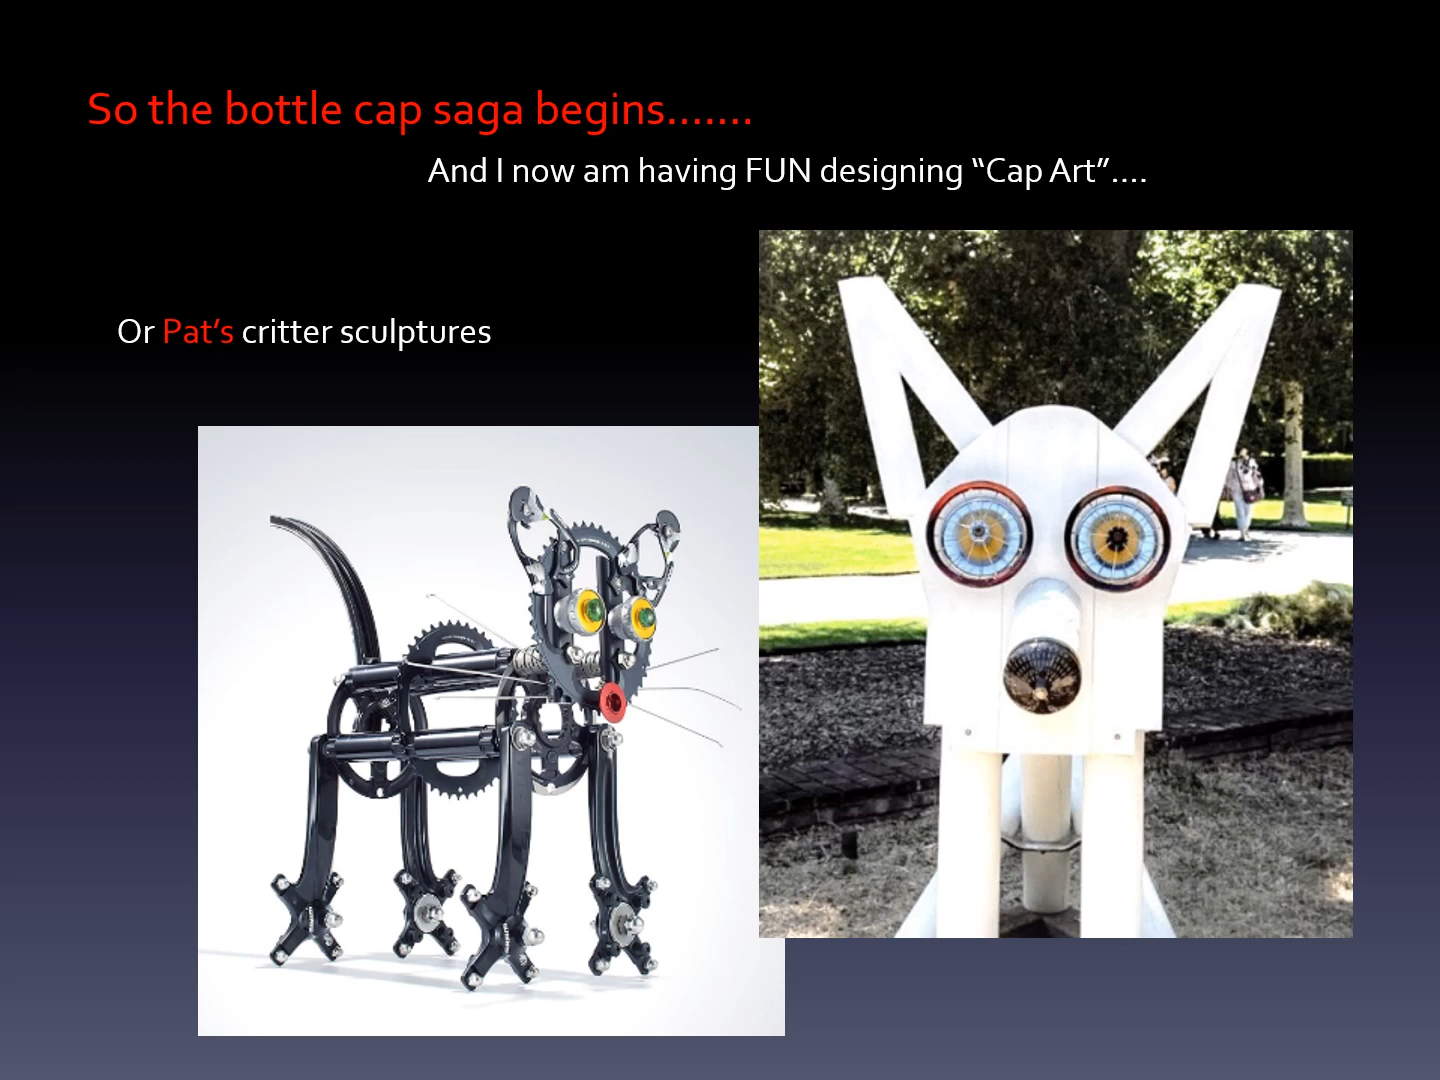 So the bottle cap saga begins…….
And I now am having FUN designing “Cap Art”….
Or Pat’s critter sculptures